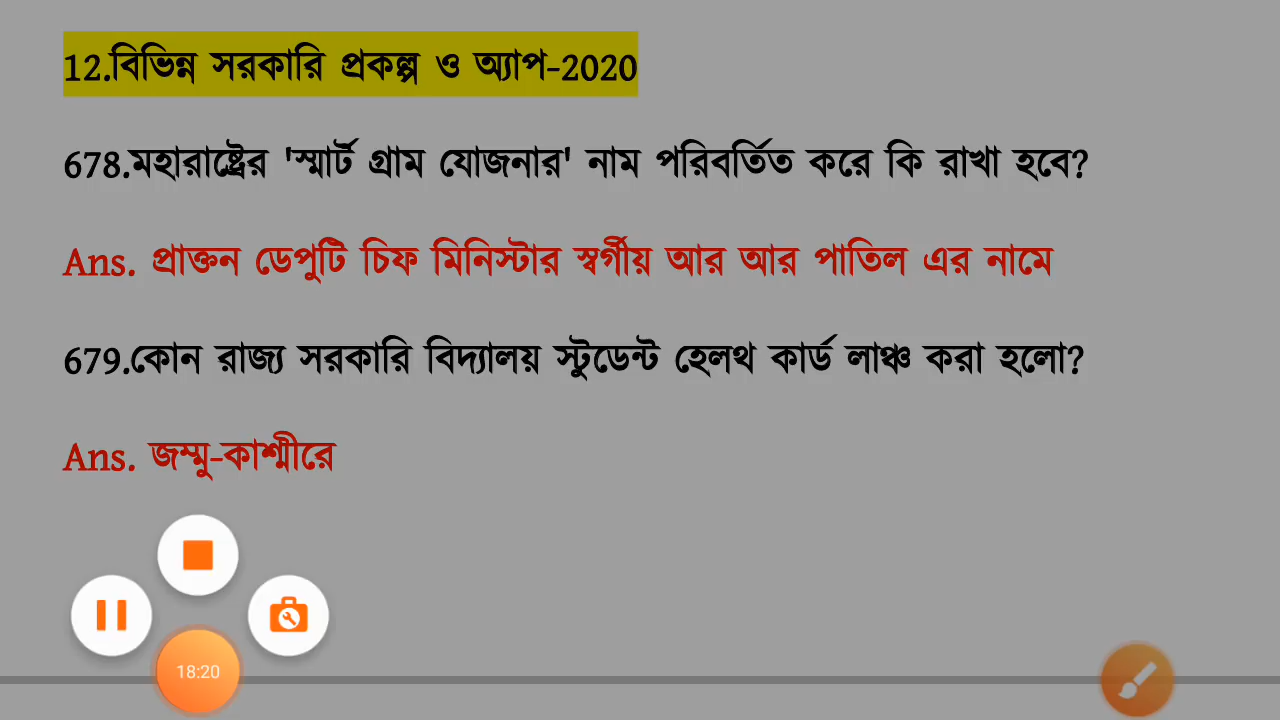 12.বিভিন্ন সরকারি প্রকল্প ও অ্যাপ-2020
678.মহারাষ্ট্রের 'স্মার্ট গ্রাম যোজনার' নাম পরিবর্তিত করে কি রাখা হবে?
Ans. প্রাক্তন ডেপুটি চিফ মিনিস্টার স্বর্গীয় আর আর পাতিল এর নামে
679.কোন রাজ্য সরকারি বিদ্যালয় স্টুডেন্ট হেলথ কার্ড লাঞ্চ করা হলো?
Ans. জম্মু-কাশ্মীরে
18:20